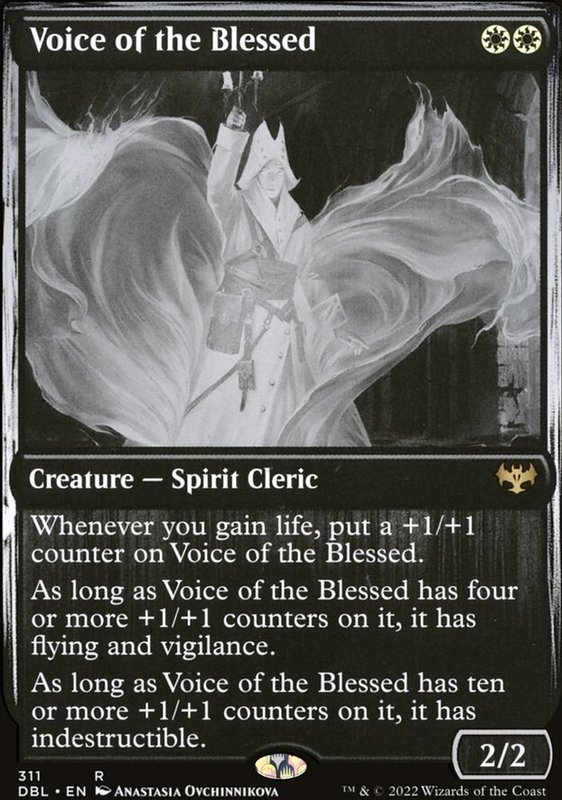 Voice of the Blessed
Creature — Spirit Cleric
Whenever you gain life, put a +1/+1
counter on Voice of the Blessed.
As long as Voice of the Blessed has four
or more +1/+1 counters on it, it has
flying and vigilance.
As long as Voice of the Blessed has ten
or more +1/+1 counters on it, it has
indestructible.
2/2
311 R
DBL • EN Anastasia Ovchinnikova
™ & © 2022 Wizards of the Coast